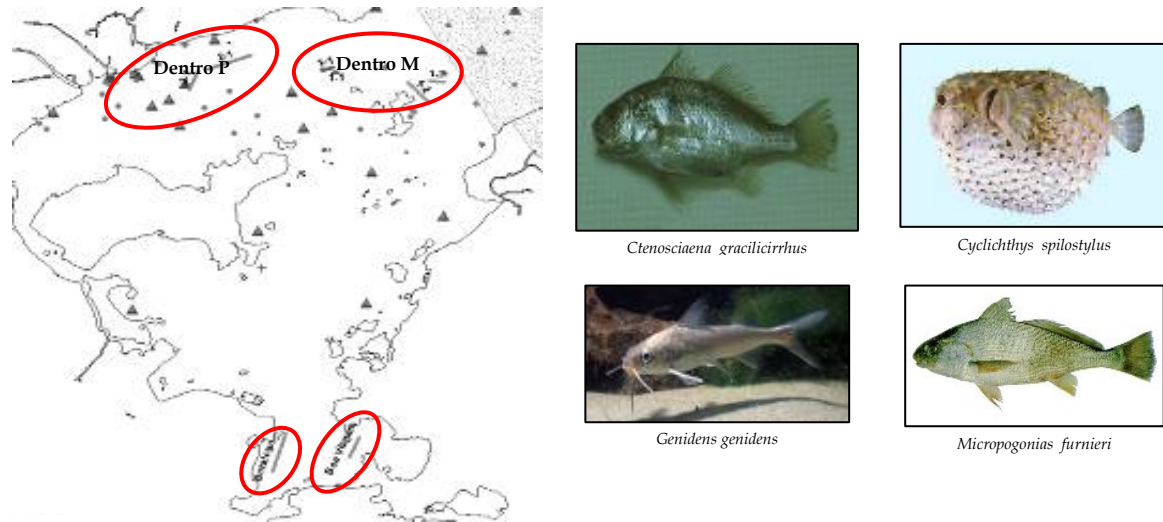 Dentro P
Dentro M
Ctenosciaena gracilicirrhus
Cyclichthys spilostylus
Genidens genidens
Micropogonias furnieri